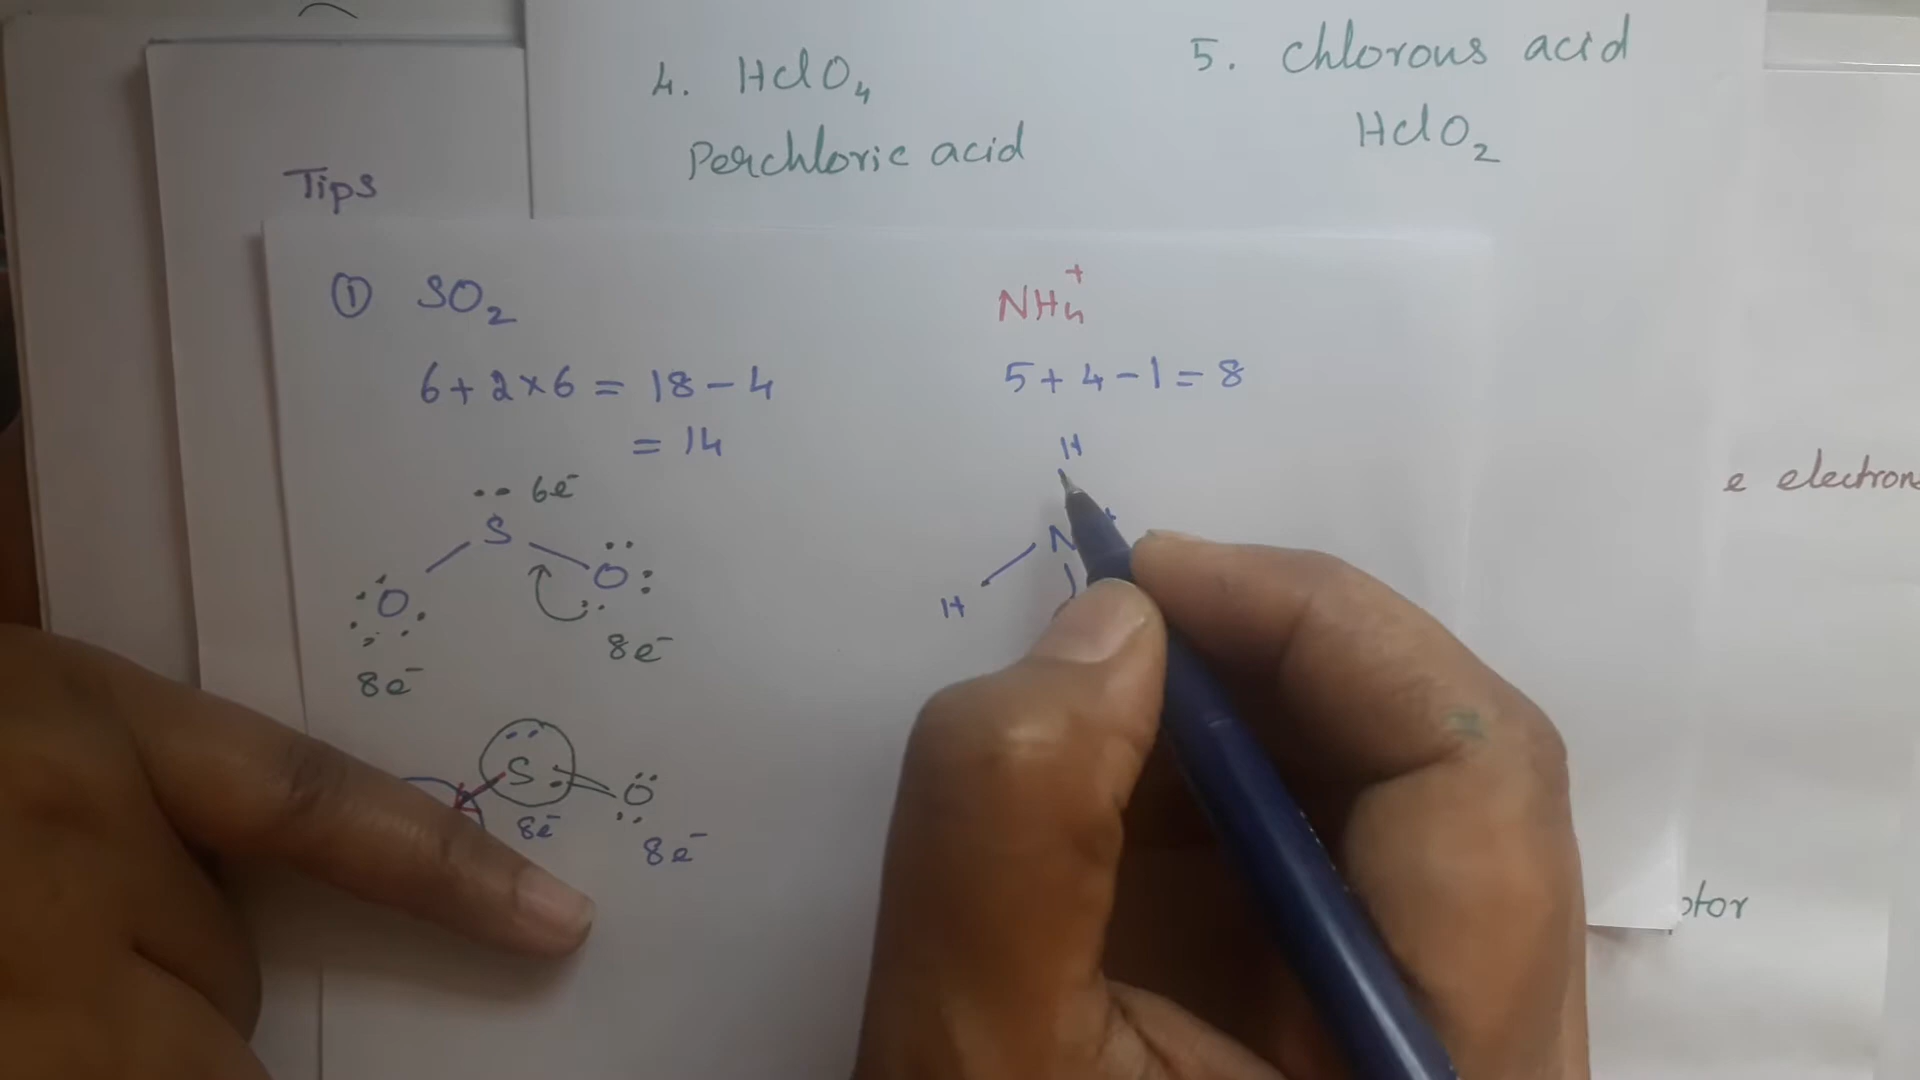 4. HClO4
Perchloric acid
5. Chlorous acid
HClO2
Tips
① SO2
6 + 2 × 6 = 18 - 4
= 14
6e-
S
O
O
8e-
8e-
S
O
8e-
8e-
NH4+
5 + 4 - 1 = 8
H
N+
H
e electron